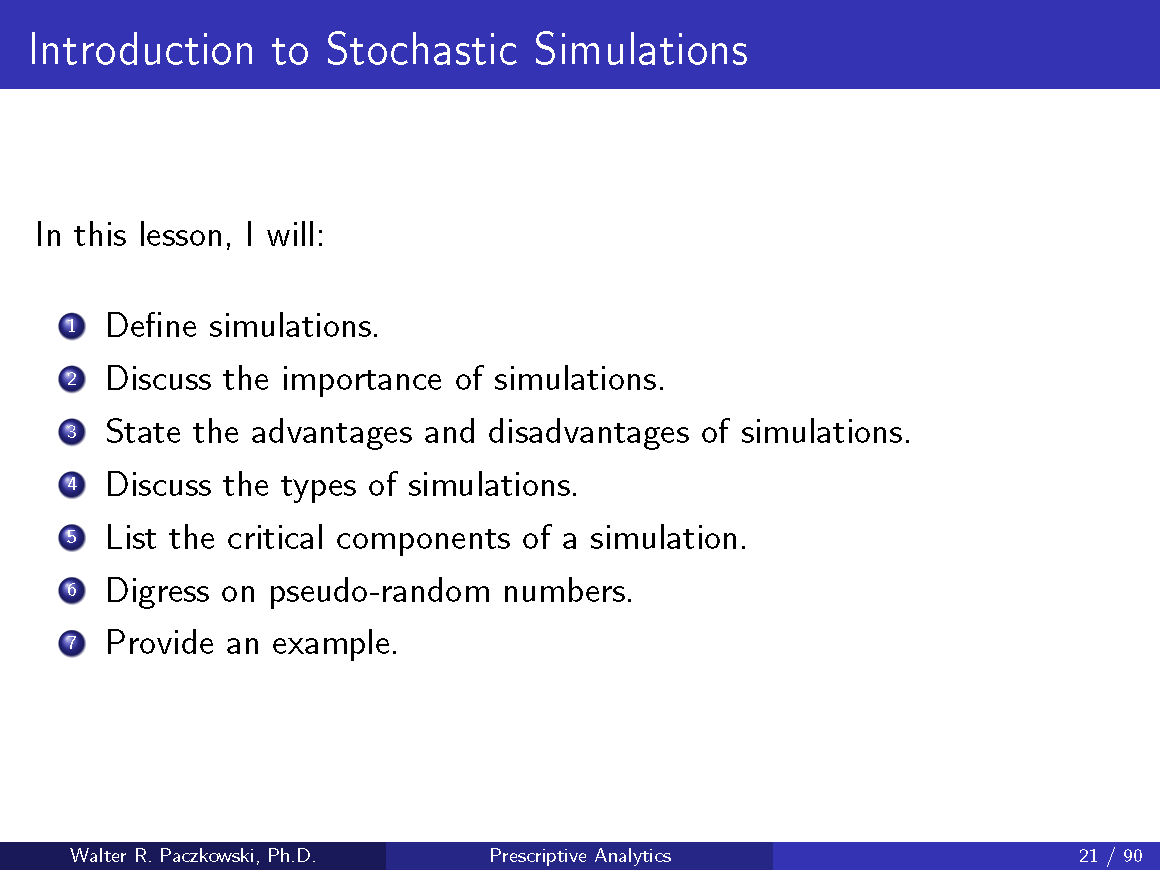 Introduction to Stochastic Simulations
In this lesson, I will:
1 Define simulations.
2 Discuss the importance of simulations.
3 State the advantages and disadvantages of simulations.
4 Discuss the types of simulations.
5 List the critical components of a simulation.
6 Digress on pseudo-random numbers.
7 Provide an example.
Walter R. Paczkowski, Ph.D. Prescriptive Analytics 21 / 90